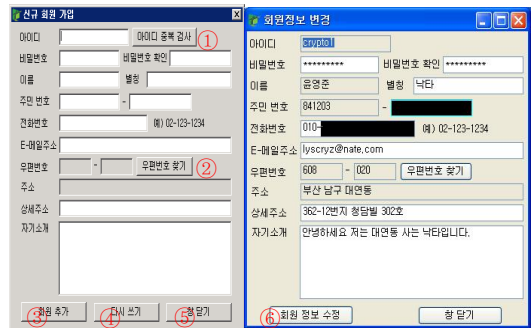 신규 회원 가입
아이디 아이디 중복 검사 ①
비밀번호 비밀번호 확인
이름 별칭
주민 번호 -
전화번호 예) 02-123-1234
E-메일주소
우편번호 - 우편번호 찾기 ②
주소
상세주소
자기소개
③ 회원 추가 ④ 다시 쓰기 ⑤ 창 닫기
회원정보 변경
아이디 crypto1
비밀번호 ********* 비밀번호 확인 *********
이름 윤영준 별칭 낙타
주민 번호 841203 -
전화번호 010- 예) 02-123-1234
E-메일주소 lyscryz@nate.com
우편번호 608 - 020 우편번호 찾기
주소 부산 남구 대연동
상세주소 362-12번지 청담빌 302호
자기소개 안녕하세요 저는 대연동 사는 낙타입니다.
⑥ 회원 정보 수정 창 닫기